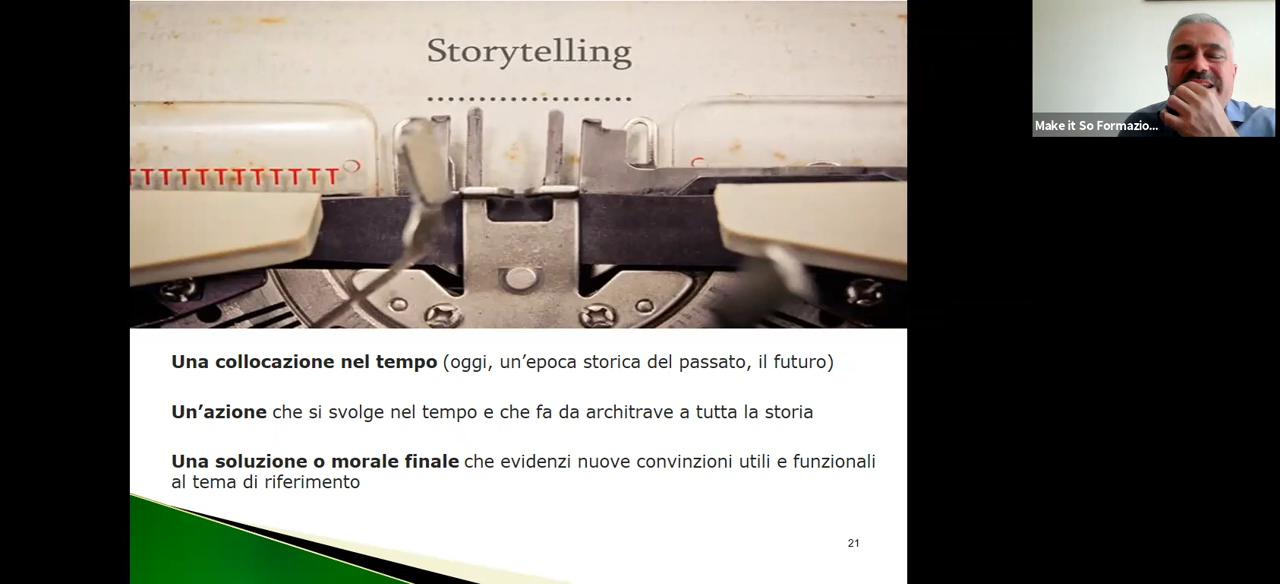 Storytelling
TTTTTTTTTTTT
Make it So Formazio...
Una collocazione nel tempo (oggi, un’epoca storica del passato, il futuro)
Un’azione che si svolge nel tempo e che fa da architrave a tutta la storia
Una soluzione o morale finale che evidenzi nuove convinzioni utili e funzionali
al tema di riferimento
21